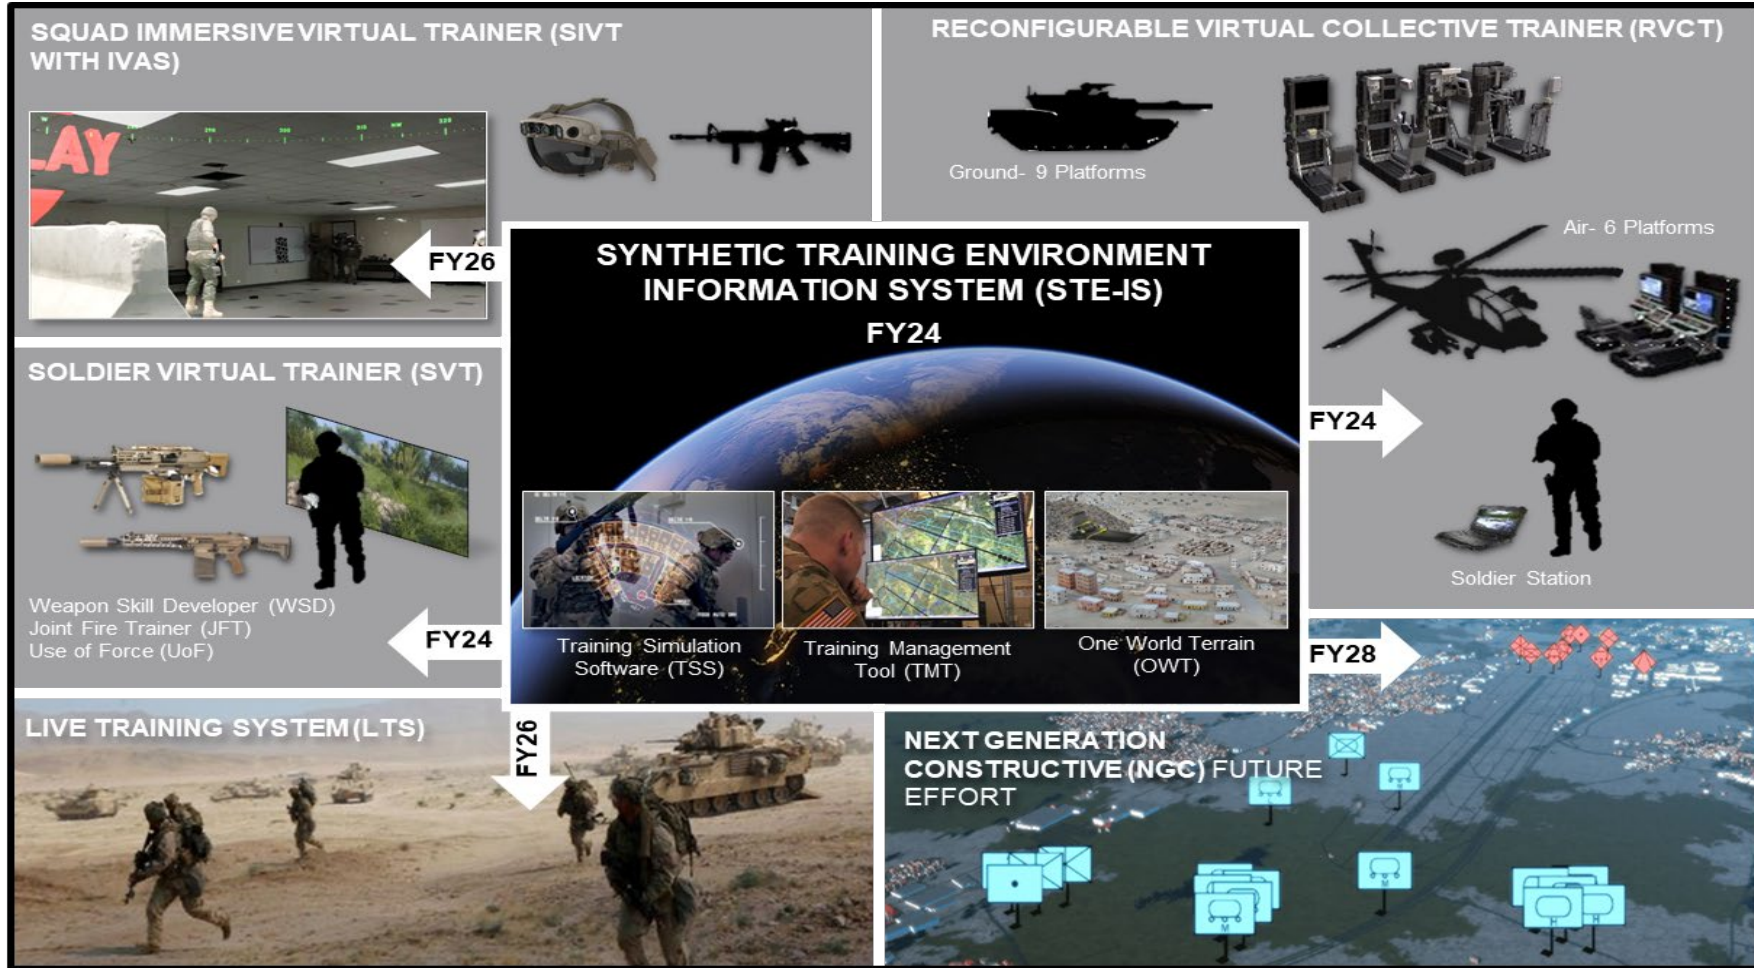 SQUAD IMMERSIVE VIRTUAL TRAINER (SIVT
WITH IVAS)
LAY
RECONFIGURABLE VIRTUAL COLLECTIVE TRAINER (RVCT)
Ground- 9 Platforms
Air- 6 Platforms
FY26
SYNTHETIC TRAINING ENVIRONMENT
INFORMATION SYSTEM (STE-IS)
FY24
SOLDIER VIRTUAL TRAINER (SVT)
Weapon Skill Developer (WSD)
Joint Fire Trainer (JFT)
Use of Force (UoF)
FY24
FY24
Soldier Station
Training Simulation
Software (TSS)
Training Management
Tool (TMT)
One World Terrain
(OWT)
FY28
LIVE TRAINING SYSTEM (LTS)
FY26
NEXT GENERATION
CONSTRUCTIVE (NGC) FUTURE
EFFORT
M
M
M
H
H